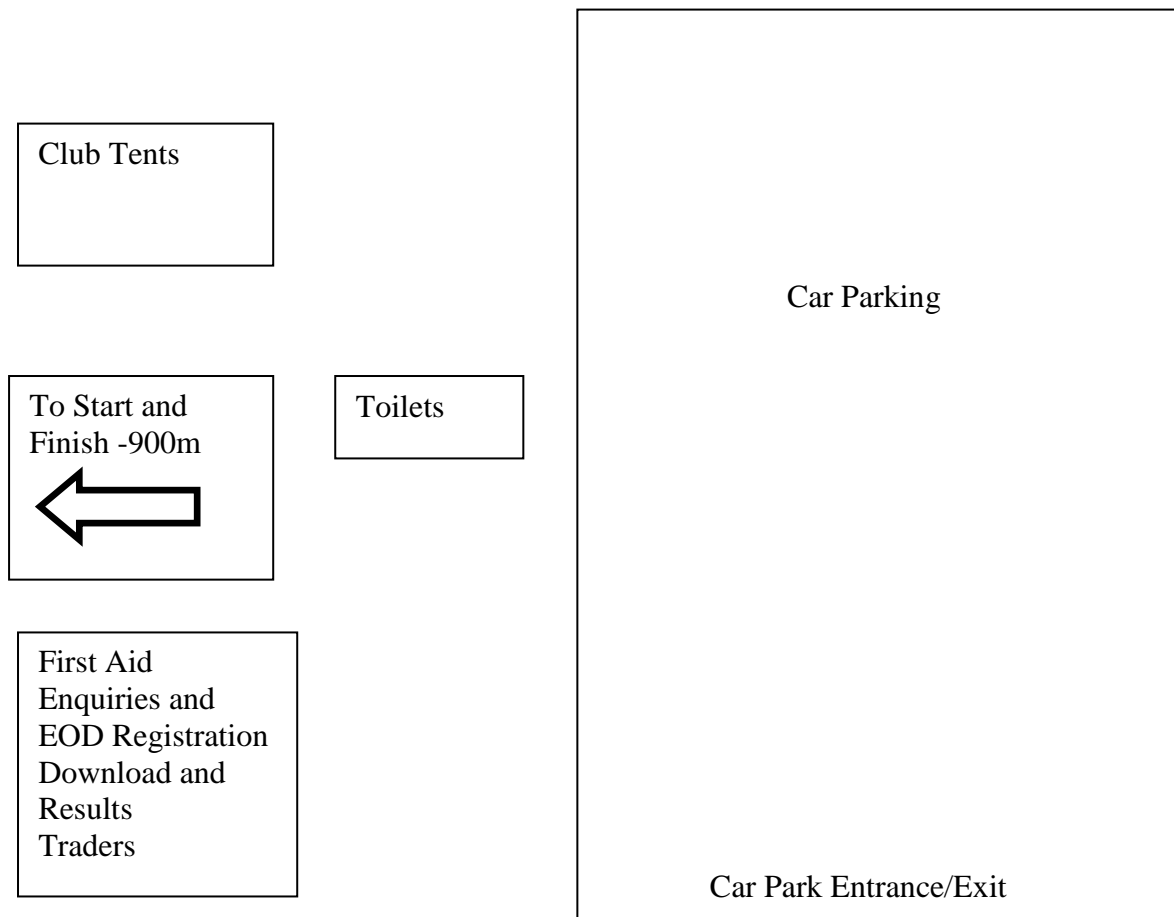 Club Tents
Car Parking
To Start and
Finish -900m
Toilets
First Aid
Enquiries and
EOD Registration
Download and
Results
Traders
Car Park Entrance/Exit